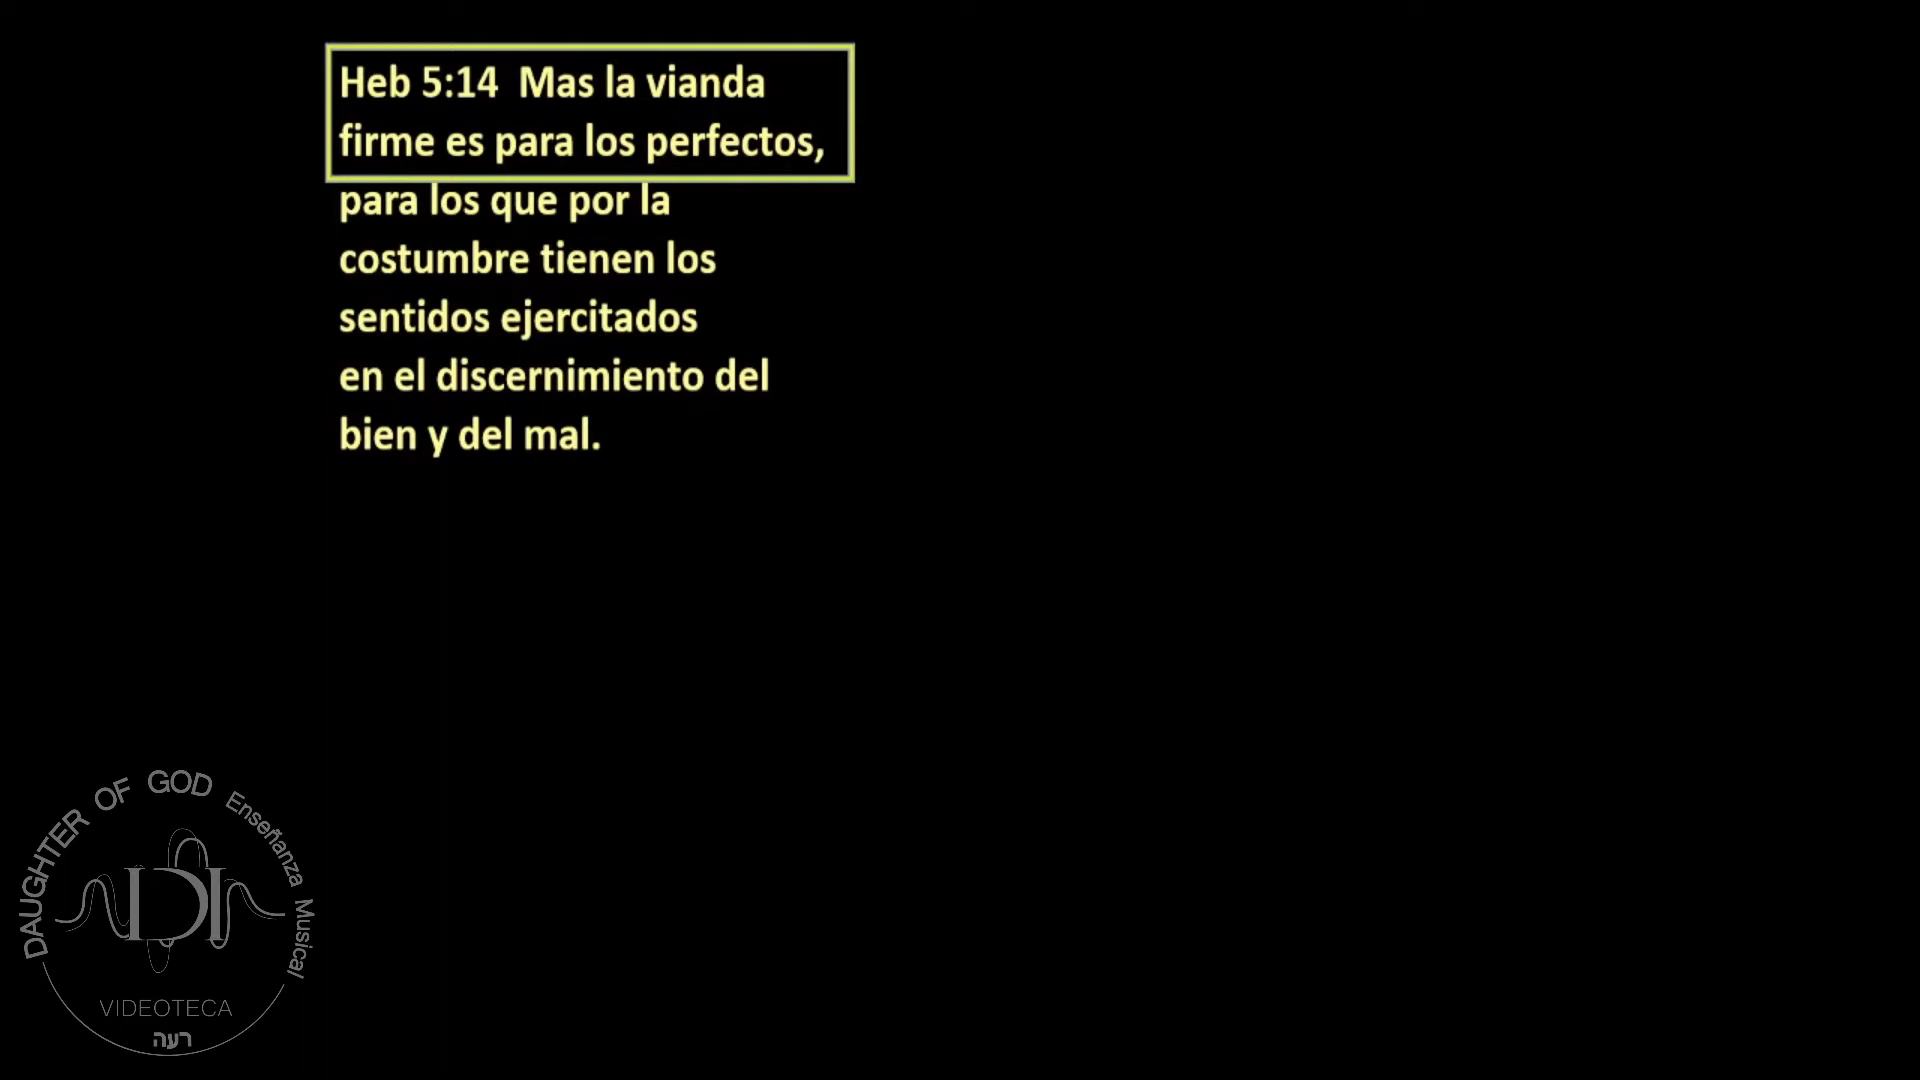 Heb 5:14  Mas la vianda
firme es para los perfectos,
para los que por la
costumbre tienen los
sentidos ejercitados
en el discernimiento del
bien y del mal.
DAUGHTER OF GOD Enseñanza Musical
DI
VIDEOTECA
רעה